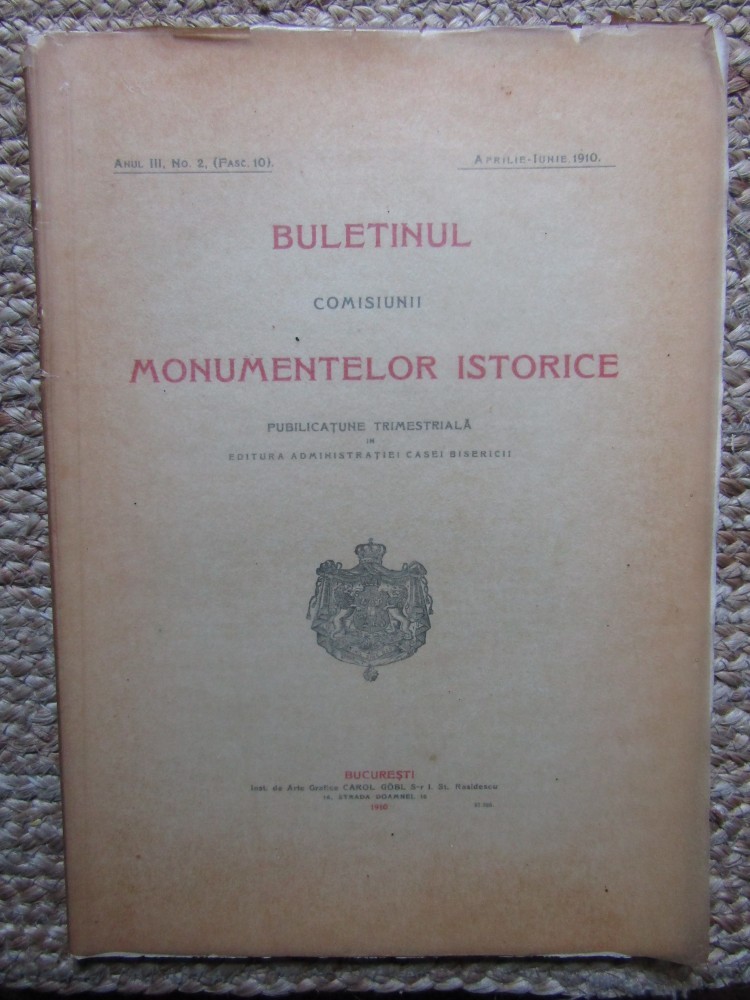 Anul III, No. 2, (Fasc. 10).
Aprilie-Iunie, 1910.
BULETINUL
COMISIUNII
MONUMENTELOR ISTORICE
PUBILICAȚUNE TRIMESTRIALĂ
IN
EDITURA ADMINISTRAȚIEI CASEI BISERICII
BUCUREȘTI
Inst. de Arte Grafice CAROL GÖBL S-r I. St. Rasidescu
16, STRADA DOAMNEI, 16
1910